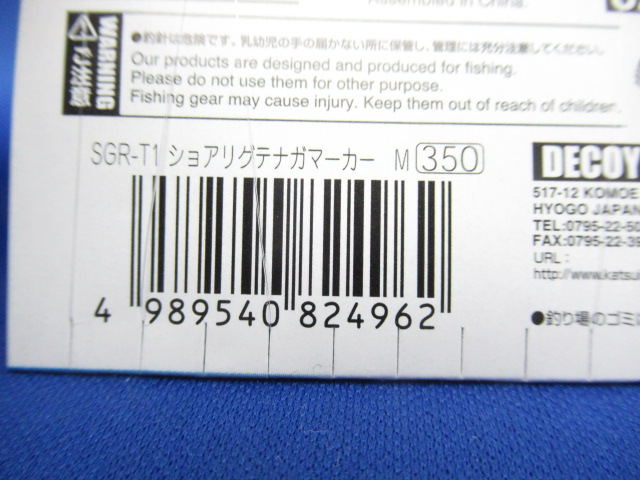 Assembled in China.
WARNING
●釣針は危険です。乳幼児の手の届かない所に保管し、管理には充分注意してください。
Our products are designed and produced for fishing.
Please do not use them for other purpose.
Fishing gear may cause injury. Keep them out of reach of children.
SGR-T1 ショアリグテナガマーカー M 350
4 989540 824962
DECOY
517-12 KOMOE
HYOGO JAPAN
TEL:0795-22-50
FAX:0795-22-39
URL :
http://www.katsu
●釣り場のゴミに